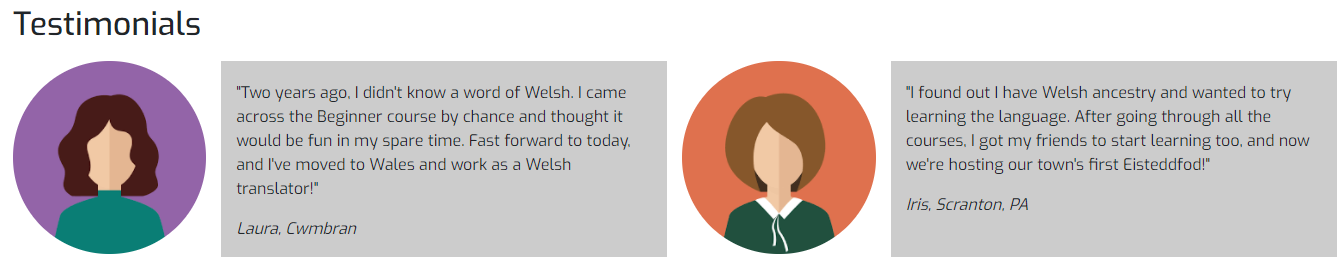 Testimonials
"Two years ago, I didn't know a word of Welsh. I came
across the Beginner course by chance and thought it
would be fun in my spare time. Fast forward to today,
and I've moved to Wales and work as a Welsh
translator!"
Laura, Cwmbran
"I found out I have Welsh ancestry and wanted to try
learning the language. After going through all the
courses, I got my friends to start learning too, and now
we're hosting our town's first Eisteddfod!"
Iris, Scranton, PA